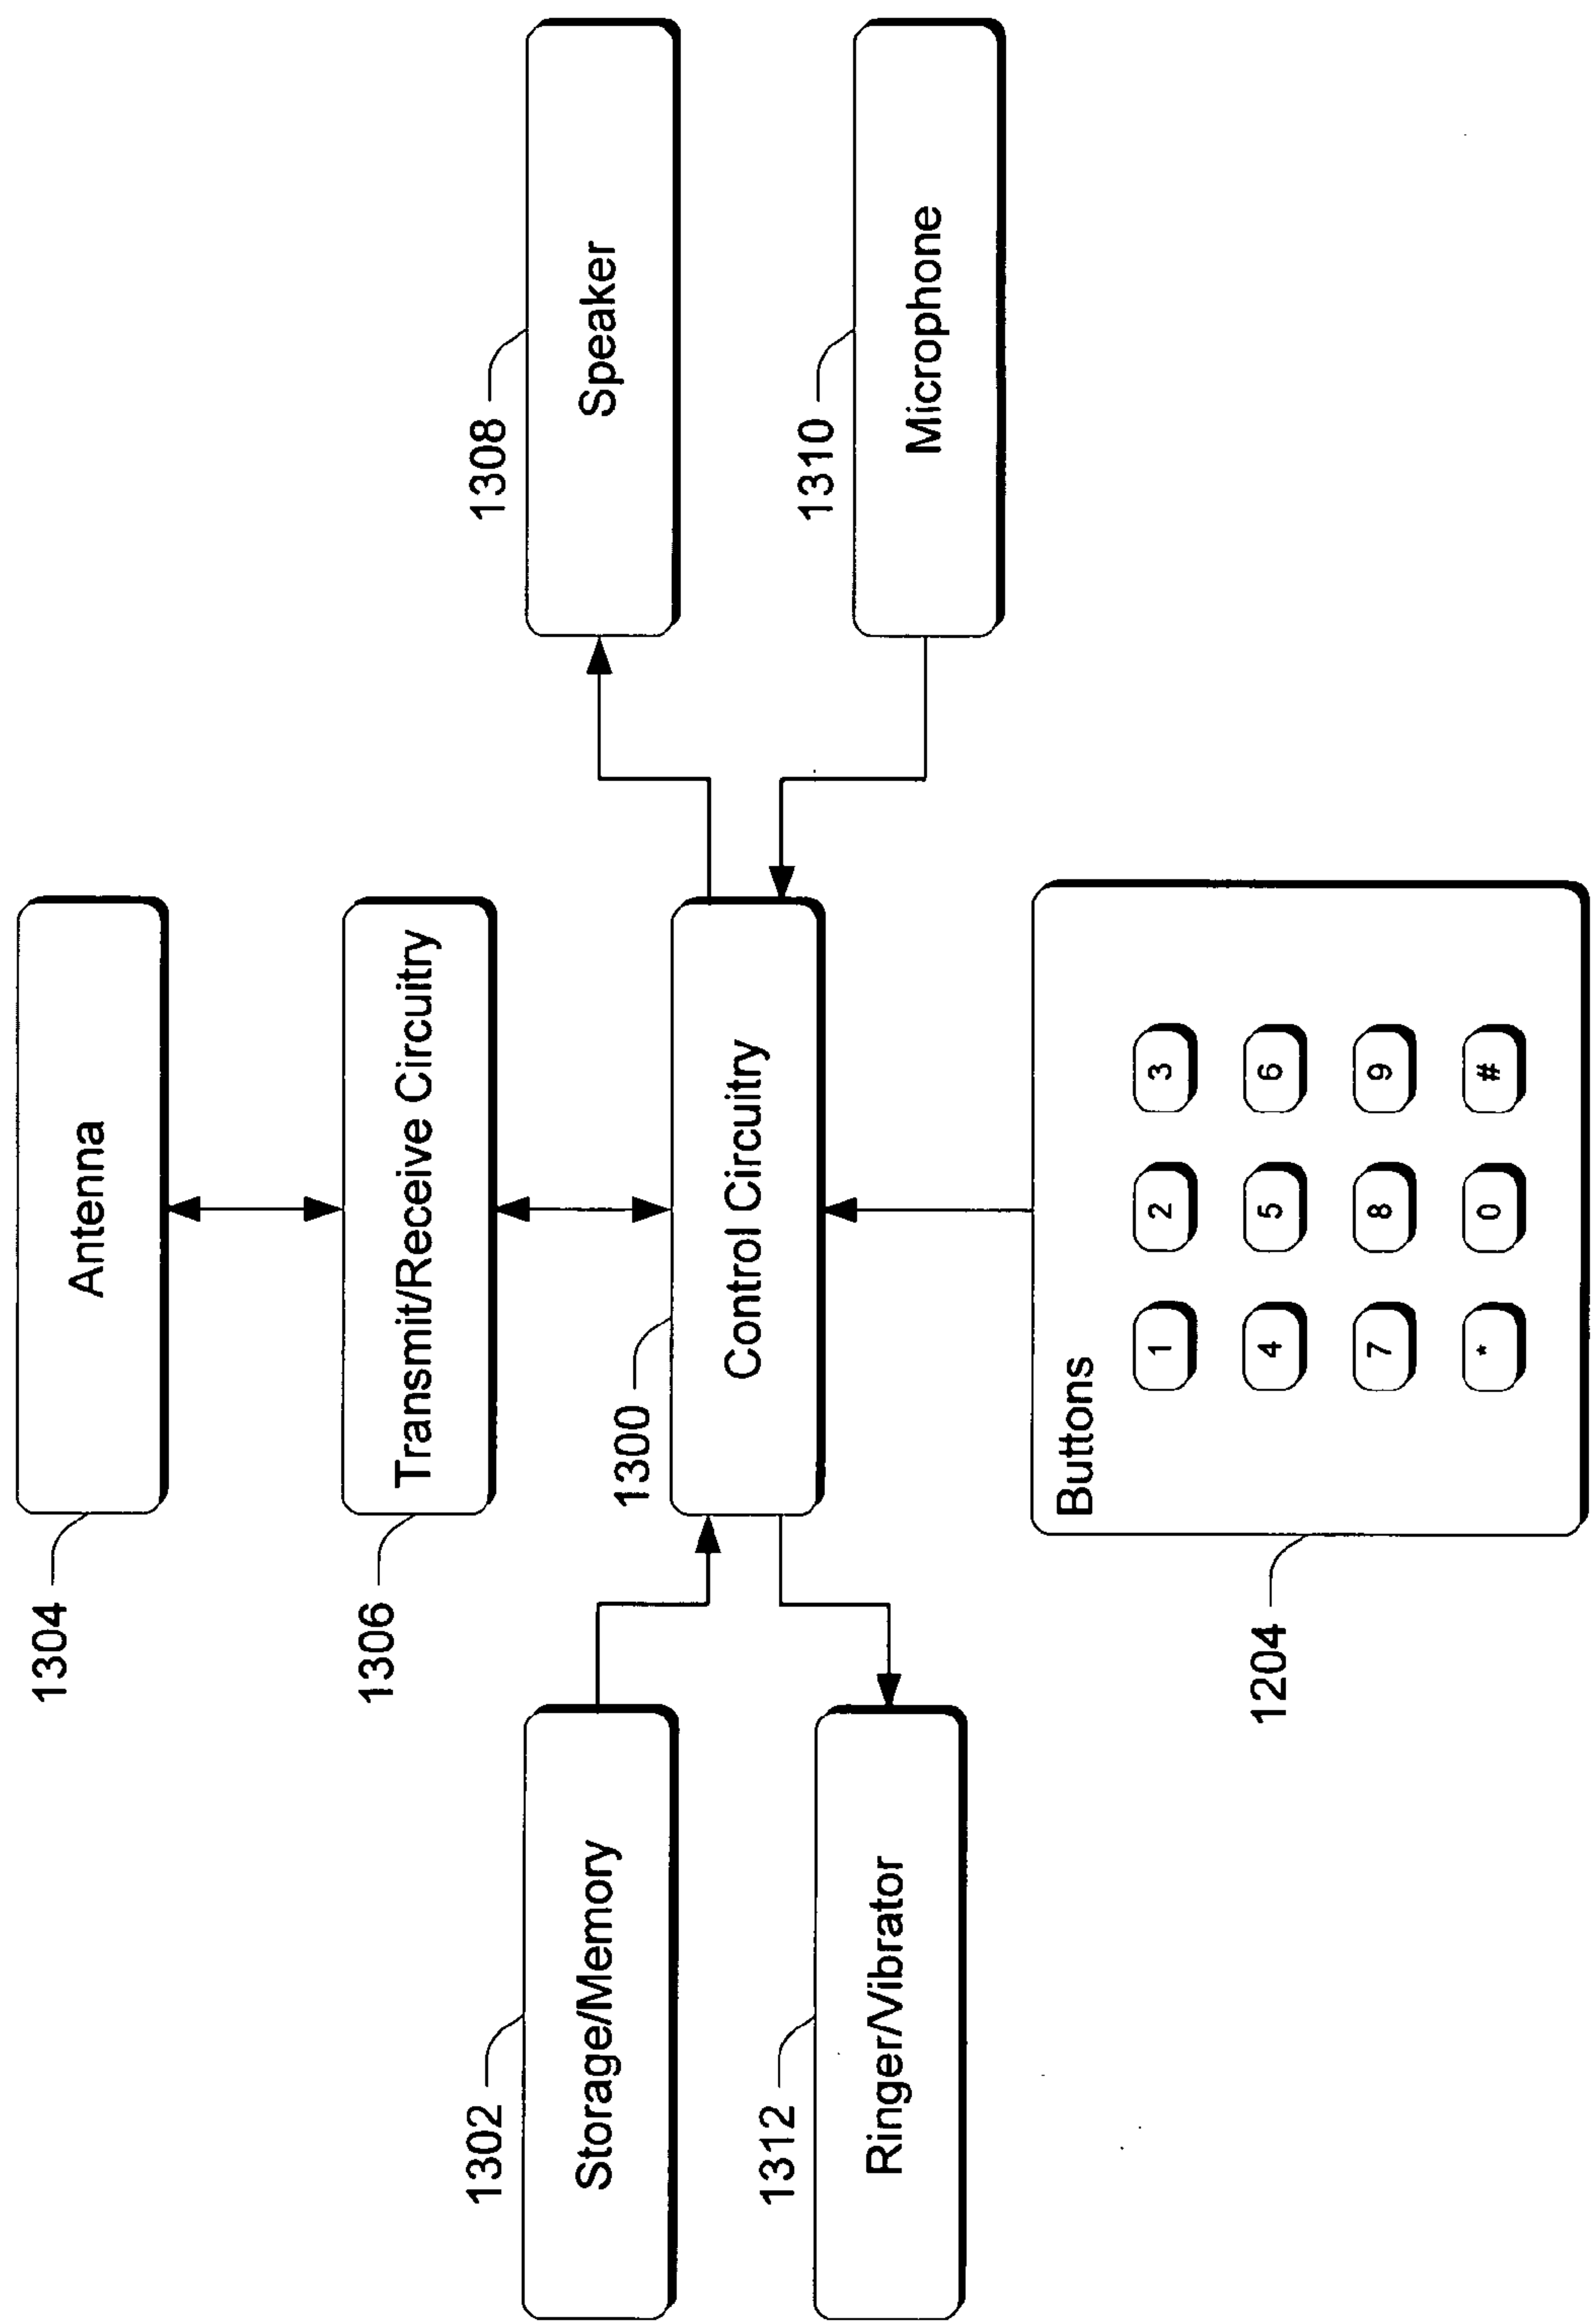 1304
Antenna
1306
Transmit/Receive Circuitry
1302
Storage/Memory
1308
Speaker
1300
Control Circuitry
1312
Ringer/Vibrator
1310
Microphone
1204
Buttons
1 2 3
4 5 6
7 8 9
* 0 #